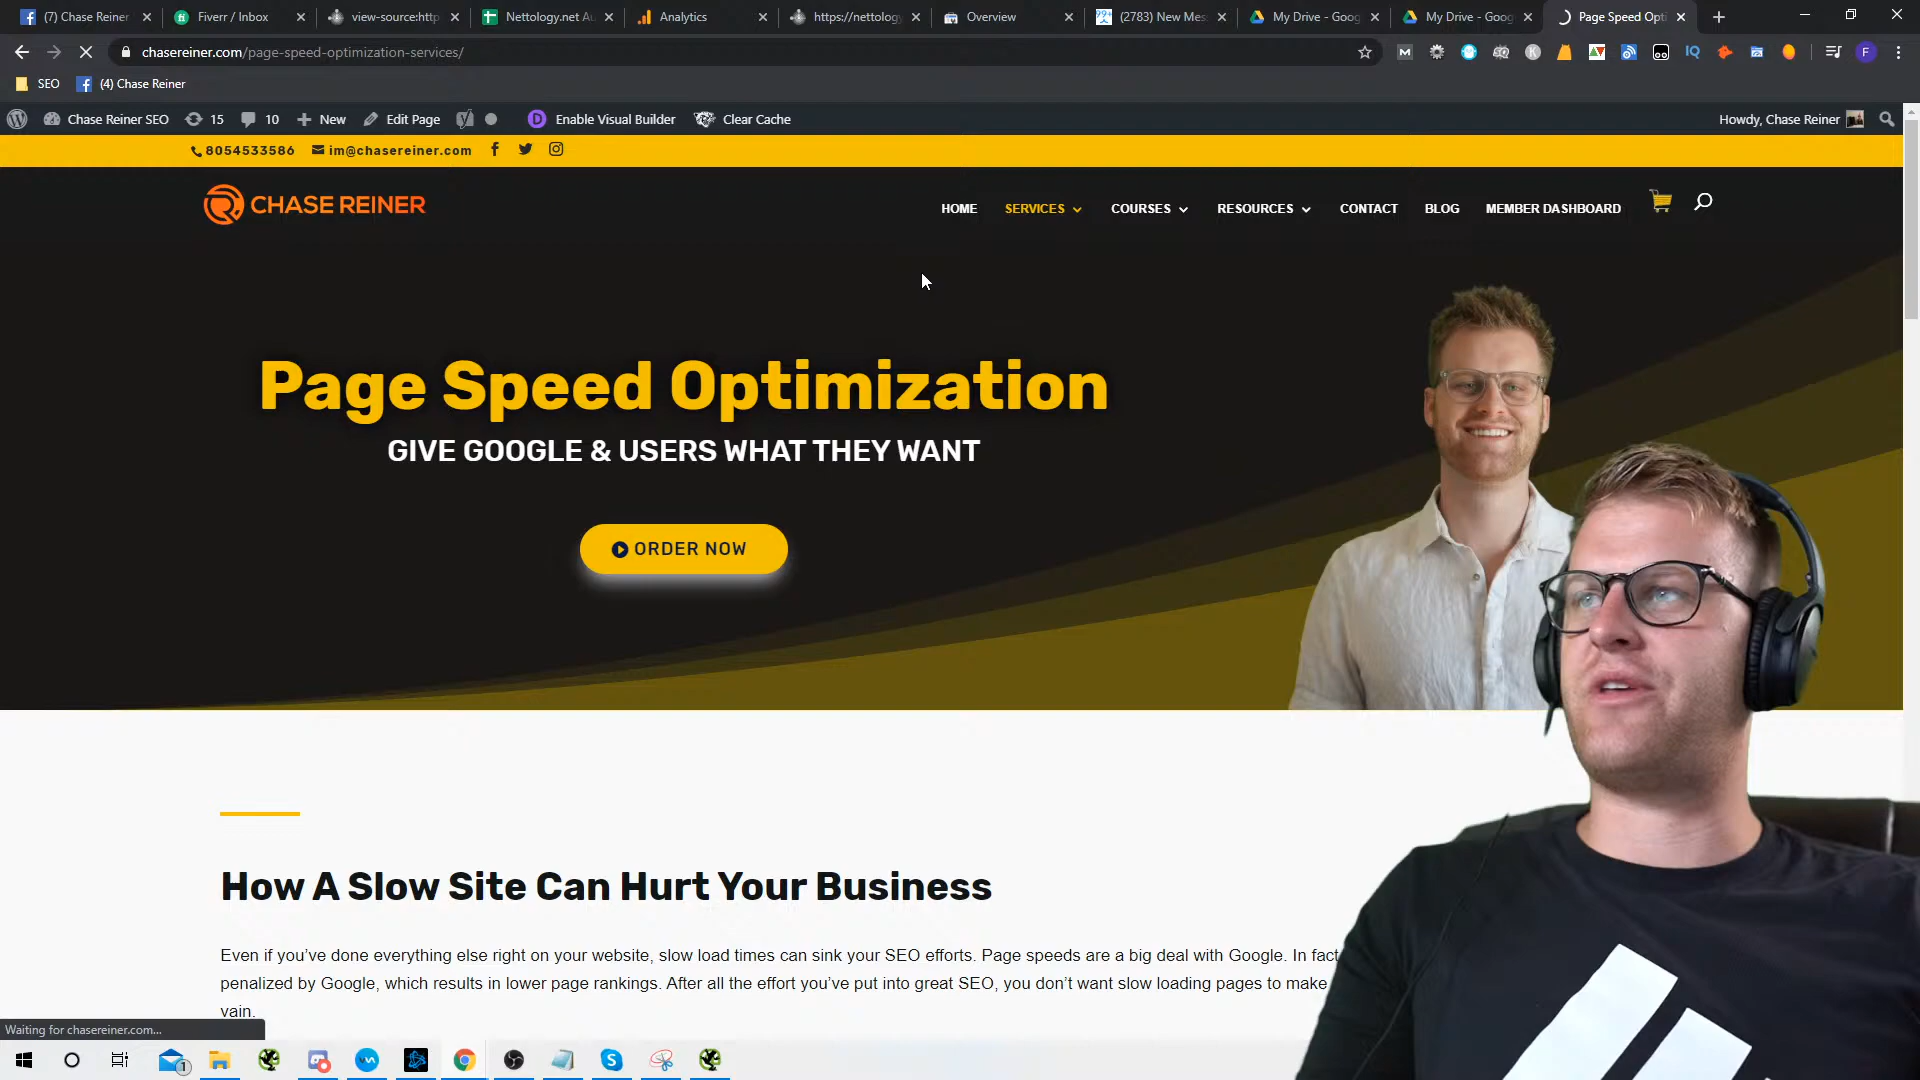 (7) Chase Reiner
Fiverr / Inbox
view-source:http
Nettology.net Au
Analytics
https://nettology
Overview
99+
(2783) New Mes
My Drive - Goog
My Drive - Goog
Page Speed Opti
chasereiner.com/page-speed-optimization-services/
SEO
(4) Chase Reiner
Chase Reiner SEO
15
10
New
Edit Page
Enable Visual Builder
Clear Cache
Howdy, Chase Reiner
8054533586
im@chasereiner.com
CHASE REINER
HOME
SERVICES
COURSES
RESOURCES
CONTACT
BLOG
MEMBER DASHBOARD
Page Speed Optimization
GIVE GOOGLE & USERS WHAT THEY WANT
ORDER NOW
How A Slow Site Can Hurt Your Business
Even if you've done everything else right on your website, slow load times can sink your SEO efforts. Page speeds are a big deal with Google. In fact
penalized by Google, which results in lower page rankings. After all the effort you've put into great SEO, you don't want slow loading pages to make
vain.
Waiting for chasereiner.com...